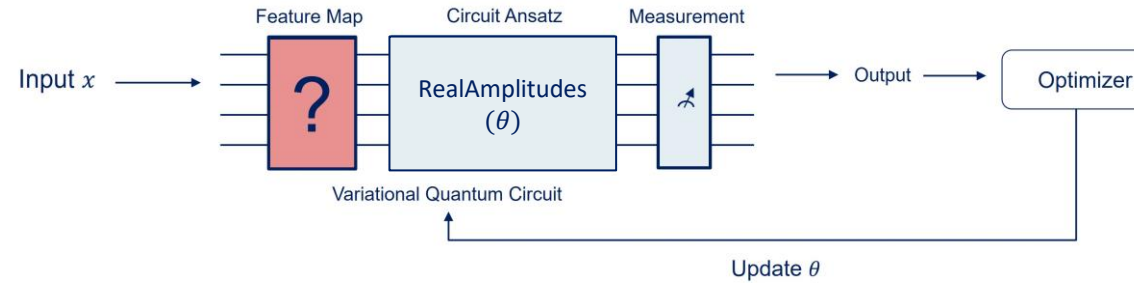 Feature Map
Circuit Ansatz
Measurement
Input x
?
RealAmplitudes
(θ)
Output
Optimizer
Variational Quantum Circuit
Update θ